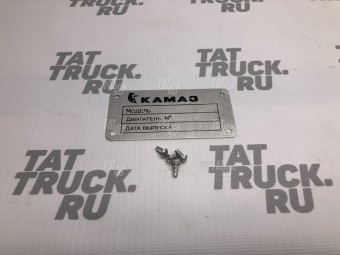 TAT
TRUCK.RU
TAT
TRUCK.RU
КАМАЗ
МОДЕЛЬ
ДВИГАТЕЛЬ №
ДАТА ВЫПУСКА
TAT
TRUCK.RU
TAT
TRUCK.RU